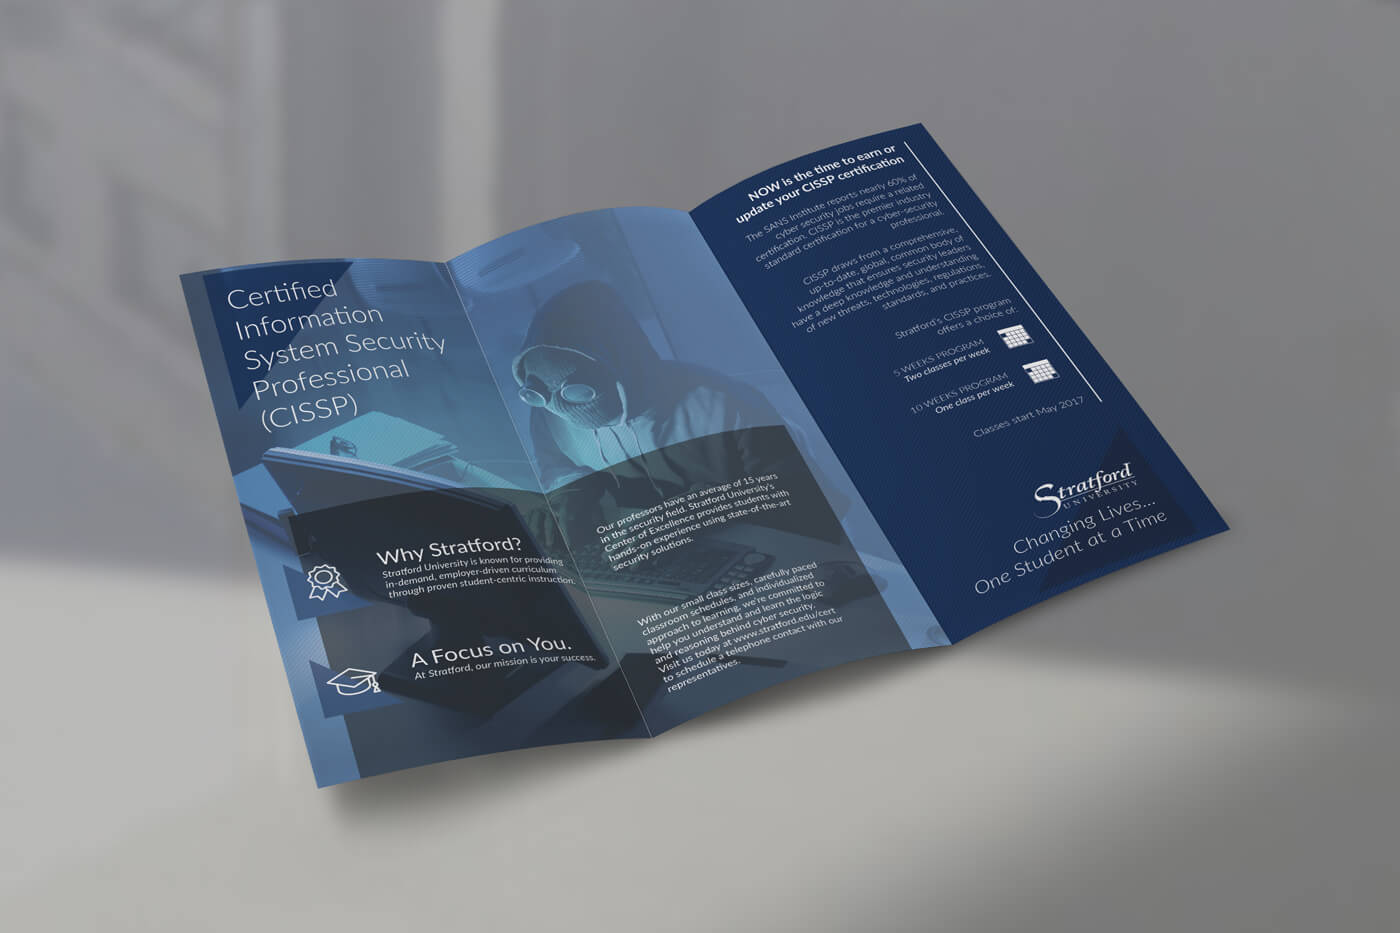 Certified
Information
System Security
Professional
(CISSP)
Why Stratford?
Stratford University is known for providing
in-demand, employer-driven curriculum
through proven student-centric instruction.
A Focus on You.
At Stratford, our mission is your success.
Our professors have an average of 15 years
in the security field. Stratford University's
Center of Excellence provides students with
hands-on experience using state-of-the-art
security solutions.
With our small class sizes, carefully paced
classroom schedules, and individualized
approach to learning, we're committed to
help you understand and learn the logic
and reasoning behind cyber security.
Visit us today at www.stratford.edu/cert
to schedule a telephone contact with our
representatives.
NOW is the time to earn or
update your CISSP certification
The SANS Institute reports nearly 60% of
cyber security jobs require a related
certification. CISSP is the premier industry
standard certification for a cyber-security
professional.
CISSP draws from a comprehensive,
up-to-date, global, common body of
knowledge that ensures security leaders
have a deep knowledge and understanding
of new threats, technologies, regulations,
standards, and practices.
Stratford's CISSP program
offers a choice of:
5 WEEKS PROGRAM
Two classes per week
10 WEEKS PROGRAM
One class per week
Classes start May 2017
Stratford
UNIVERSITY
Changing Lives...
One Student at a Time